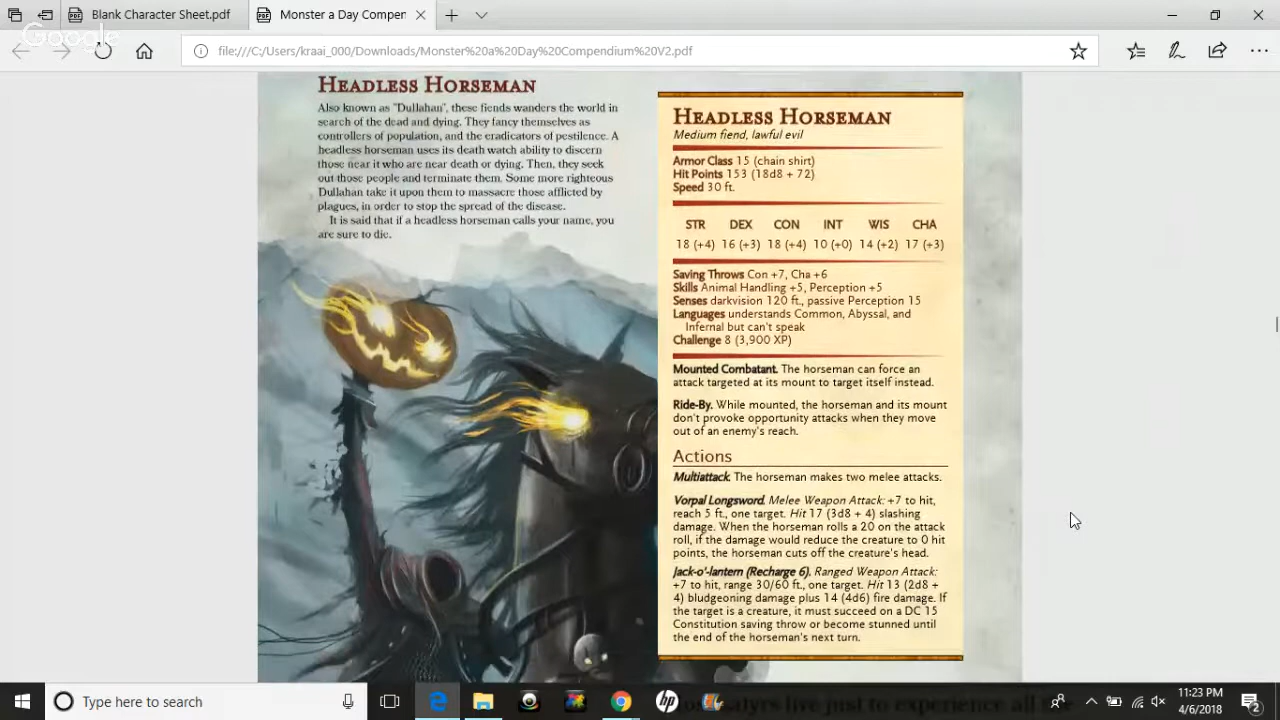 Blank Character Sheet.pdf
Monster a Day Compen
Google
file:///C:/Users/kraai_000/Downloads/Monster%20a%20Day%20Compendium%20V2.pdf
HEADLESS HORSEMAN
Also known as "Dullahan", these fiends wanders the world in
search of the dead and dying. They fancy themselves as
controllers of population, and the eradicators of pestilence. A
headless horseman uses its death watch ability to discern
those near it who are near death or dying. Then, they seek
out those people and terminate them. Some more righteous
Dullahan take it upon them to massacre those afflicted by
plagues, in order to stop the spread of the disease.
It is said that if a headless horseman calls your name, you
are sure to die.
HEADLESS HORSEMAN
Medium fiend, lawful evil
Armor Class 15 (chain shirt)
Hit Points 153 (18d8 + 72)
Speed 30 ft.
STR DEX CON INT WIS CHA
18 (+4) 16 (+3) 18 (+4) 10 (+0) 14 (+2) 17 (+3)
Saving Throws Con +7, Cha +6
Skills Animal Handling +5, Perception +5
Senses darkvision 120 ft., passive Perception 15
Languages understands Common, Abyssal, and
Infernal but can't speak
Challenge 8 (3,900 XP)
Mounted Combatant. The horseman can force an
attack targeted at its mount to target itself instead.
Ride-By. While mounted, the horseman and its mount
don't provoke opportunity attacks when they move
out of an enemy's reach.
Actions
Multiattack. The horseman makes two melee attacks.
Vorpal Longsword. Melee Weapon Attack: +7 to hit,
reach 5 ft., one target. Hit 17 (3d8 + 4) slashing
damage. When the horseman rolls a 20 on the attack
roll, if the damage would reduce the creature to 0 hit
points, the horseman cuts off the creature's head.
Jack-o'-lantern (Recharge 6). Ranged Weapon Attack:
+7 to hit, range 30/60 ft., one target. Hit 13 (2d8 +
4) bludgeoning damage plus 14 (4d6) fire damage. If
the target is a creature, it must succeed on a DC 15
Constitution saving throw or become stunned until
the end of the horseman's next turn.
Type here to search
hp
11:23 PM
4/6/2018
2